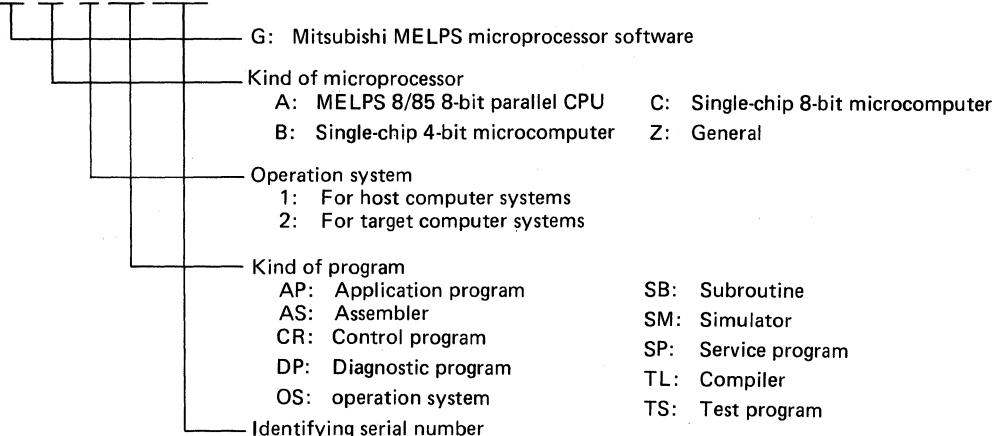 G: Mitsubishi MELPS microprocessor software
Kind of microprocessor
A: MELPS 8/85 8-bit parallel CPU C: Single-chip 8-bit microcomputer
B: Single-chip 4-bit microcomputer Z: General
Operation system
1: For host computer systems
2: For target computer systems
Kind of program
AP: Application program SB: Subroutine
AS: Assembler
SM: Simulator
CR: Control program
SP: Service program
DP: Diagnostic program
TL: Compiler
OS: operation system
TS: Test program
Identifying serial number